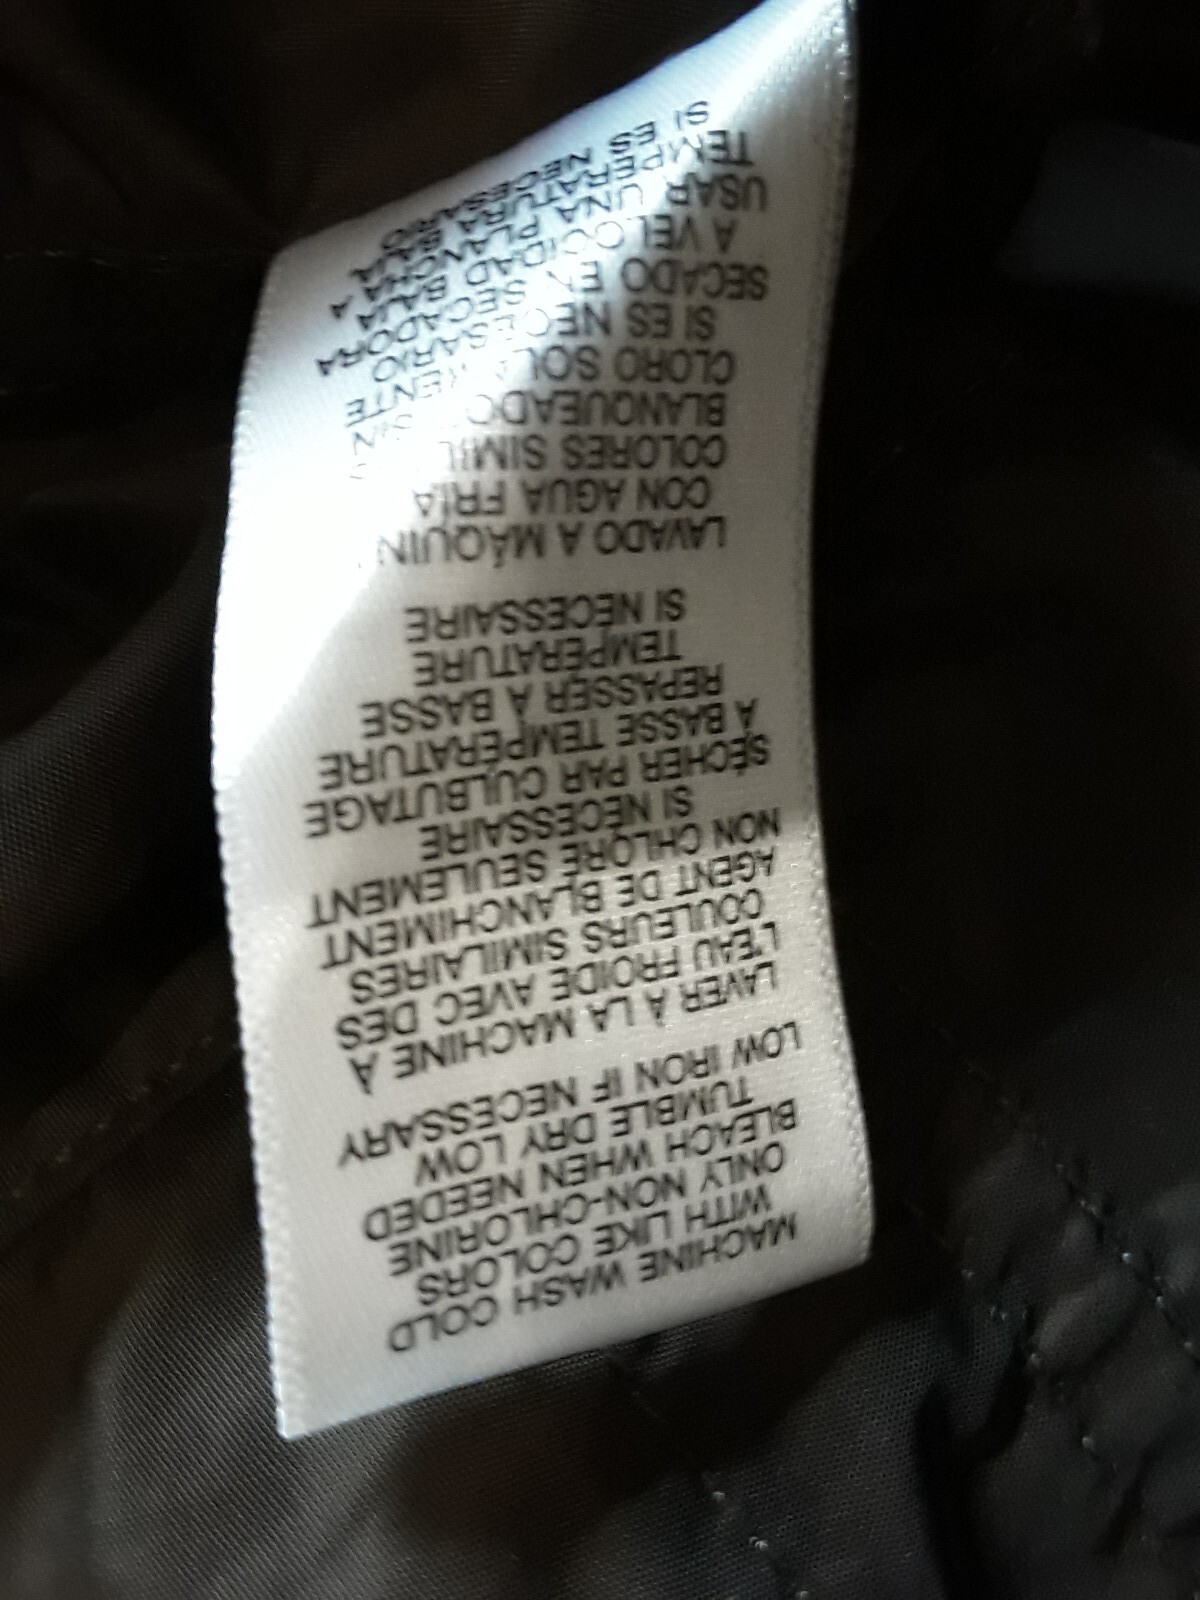 MACHINE WASH COLD
WITH LIKE COLORS
ONLY NON-CHLORINE
BLEACH WHEN NEEDED
TUMBLE DRY LOW
LOW IRON IF NECESSARY
LAVER À LA MACHINE À
L'EAU FROIDE AVEC DES
COULEURS SIMILAIRES
AGENT DE BLANCHIMENT
NON CHLORE SEULEMENT
SI NÉCESSAIRE
SÉCHER PAR CULBUTAGE
À BASSE TEMPÉRATURE
REPASSER À BASSE
TEMPÉRATURE
SI NÉCESSAIRE
LAVADO A MÁQUIN
CON AGUA FRÍA
COLORES SIMIL
BLANQUEADO SIN
CLORO SOLAMENTE
SI ES NECESARIO
SECADO EN SECADORA
A VELOCIDAD BAJA
USAR UNA PLANCHA A
TEMPERATURA BAJA
SI ES NECESARIO